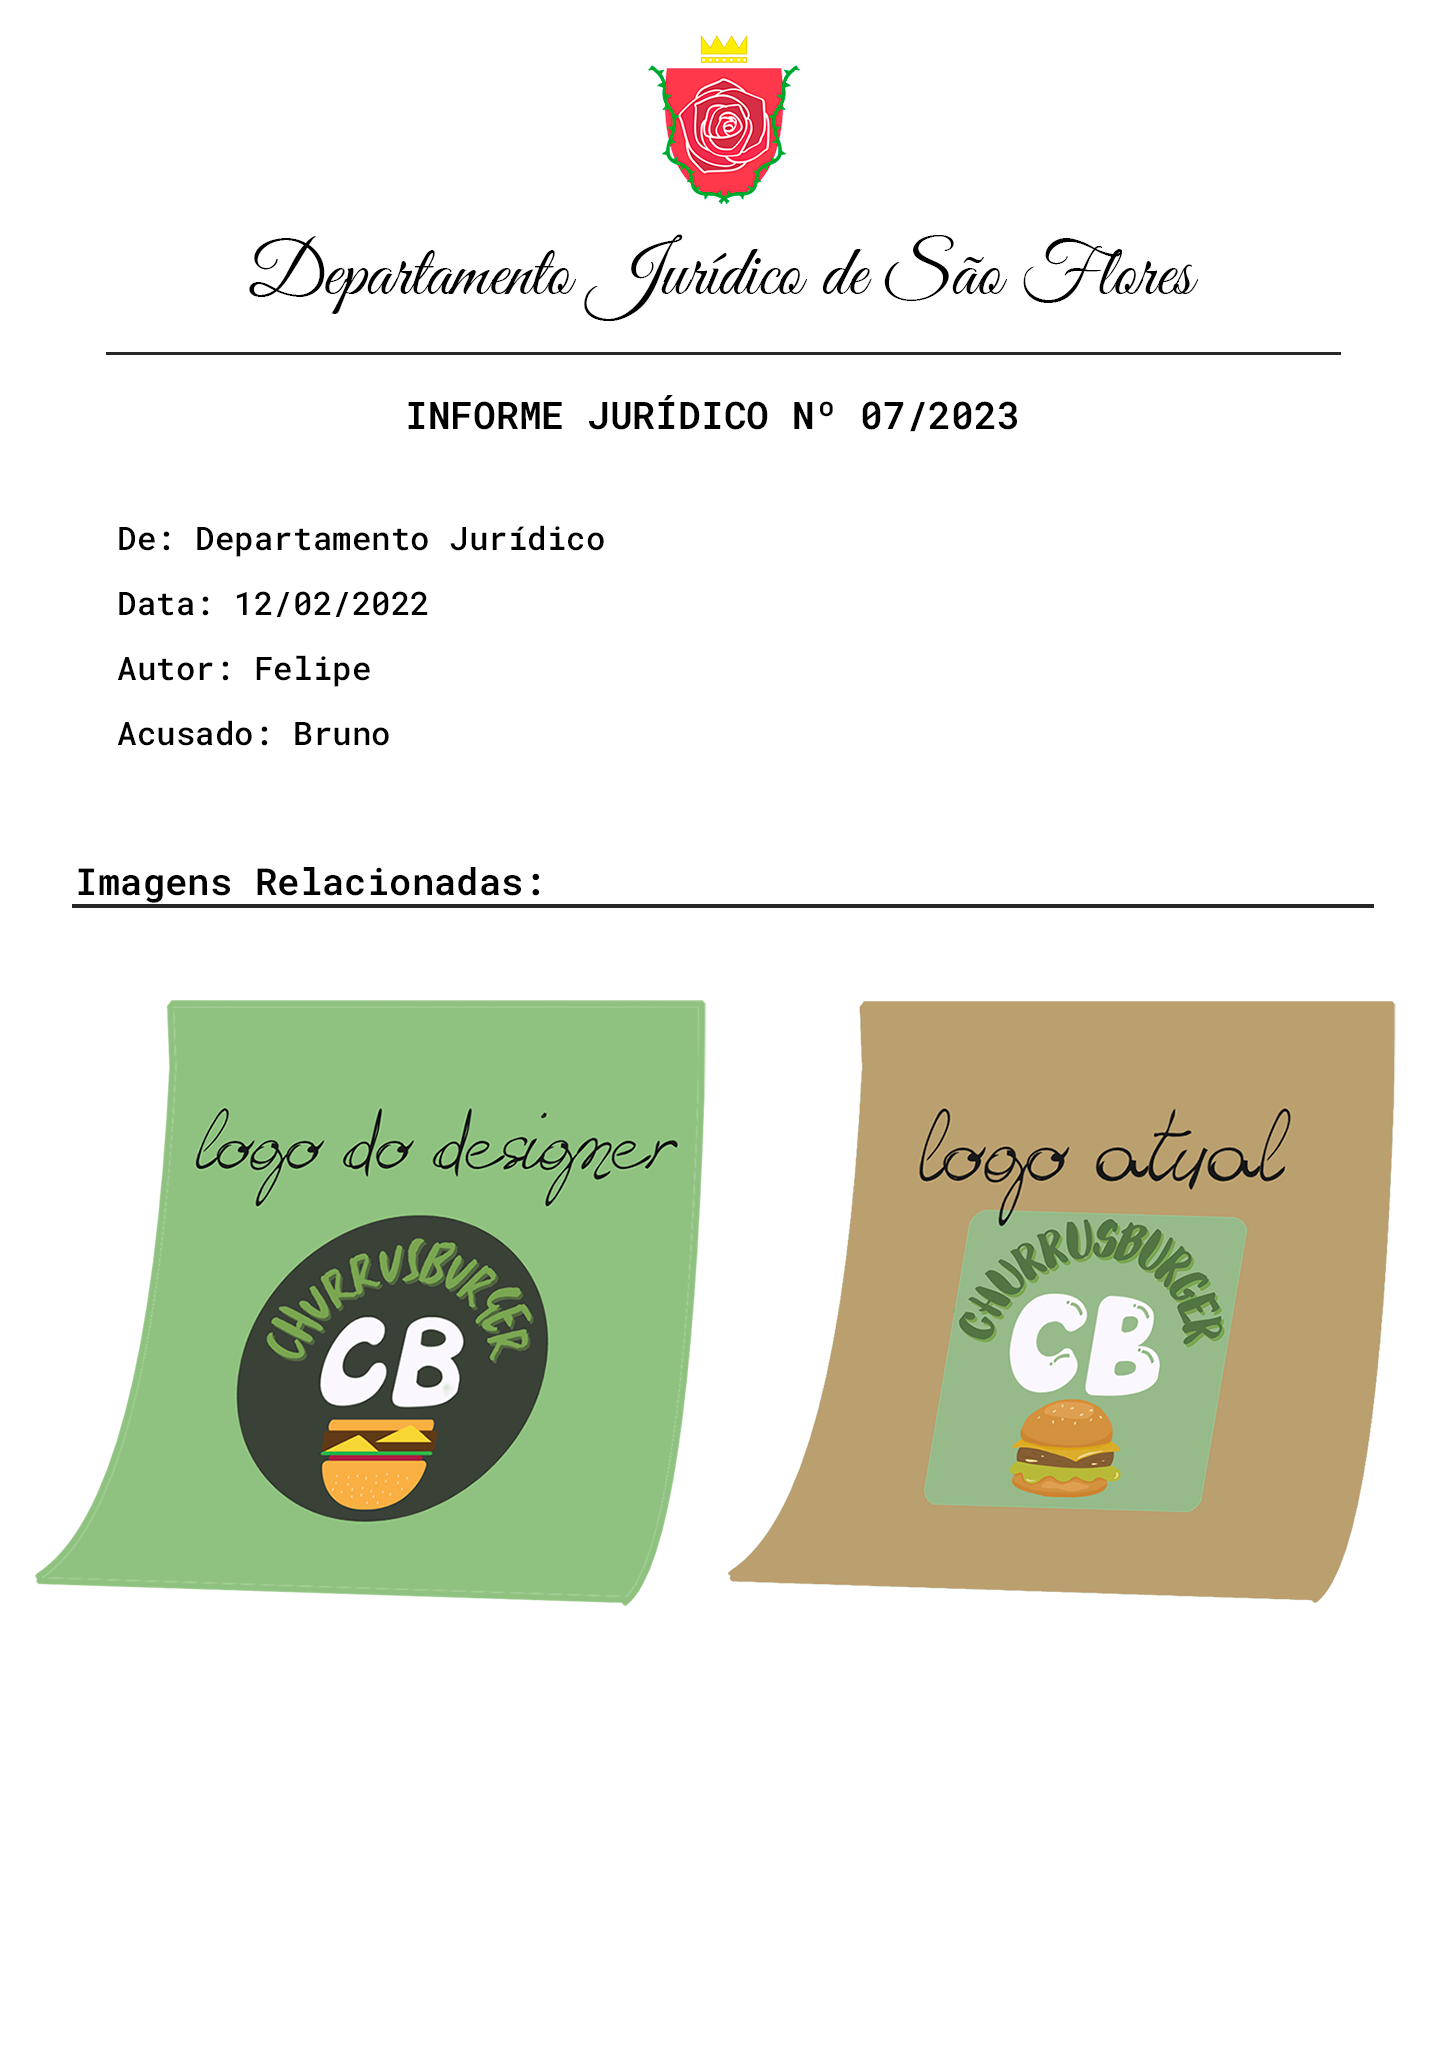 Departamento Jurídico de São Flores
INFORME JURÍDICO Nº 07/2023
De: Departamento Jurídico
Data: 12/02/2022
Autor: Felipe
Acusado: Bruno
Imagens Relacionadas:
logo do designer
CHURRUSBURGER
CB
logo atual
CHURRUSBURGER
CB